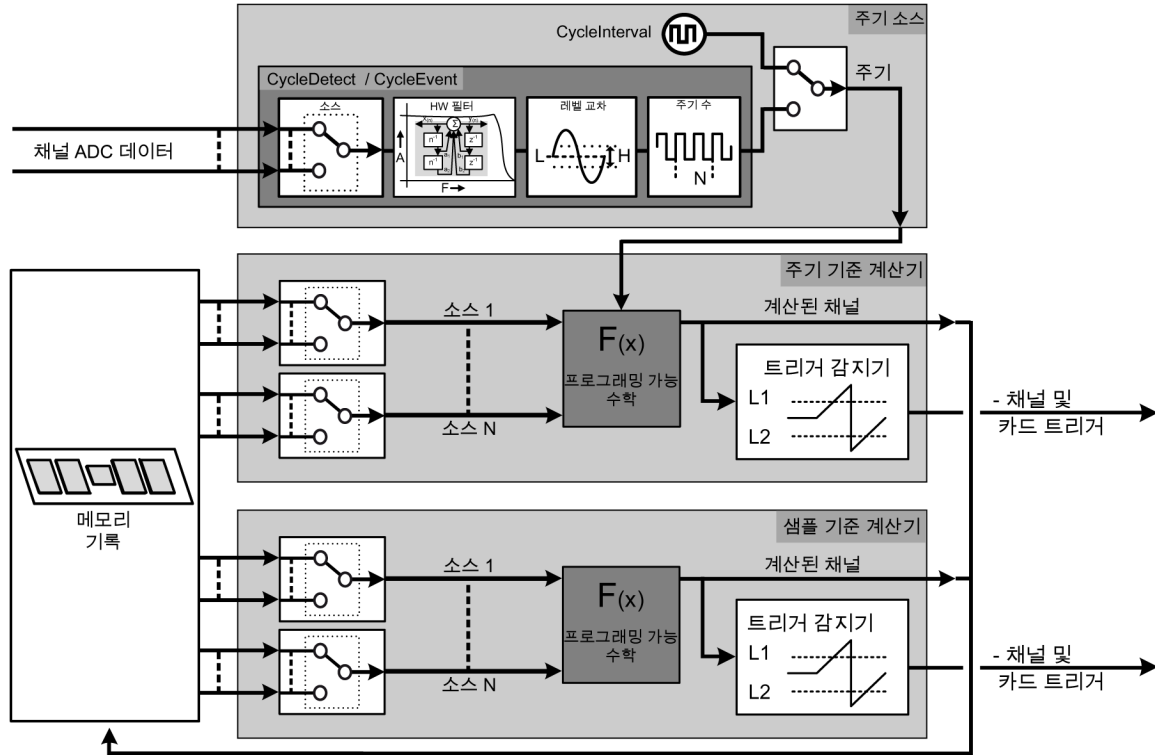 주기 소스
CycleInterval
주기
CycleDetect / CycleEvent
소스
HW 필터
레벨 교차
주기 수
x(n)
y(n)
Σ
n⁻¹
z⁻¹
n⁻¹
z⁻¹
a₁
b₁
A
F
L
H
N
채널 ADC 데이터
주기 기준 계산기
소스 1
계산된 채널
F(x)
프로그래밍 가능
수학
소스 N
트리거 감지기
L1
L2
- 채널 및
카드 트리거
메모리
기록
샘플 기준 계산기
소스 1
계산된 채널
F(x)
프로그래밍 가능
수학
소스 N
트리거 감지기
L1
L2
- 채널 및
카드 트리거